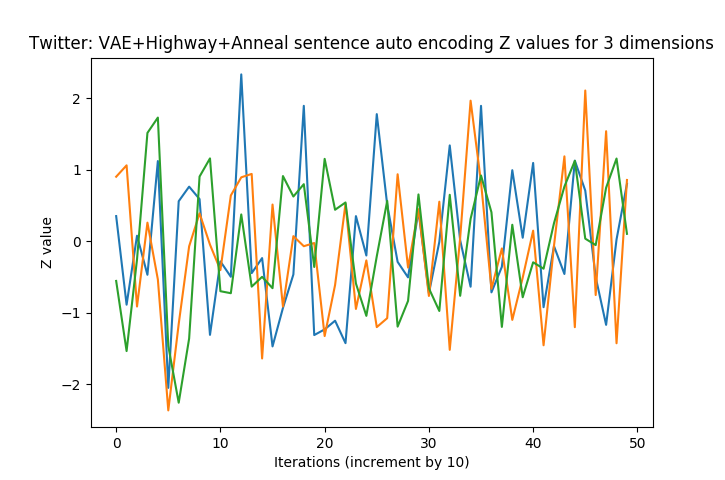 Twitter: VAE+Highway+Anneal sentence auto encoding Z values for 3 dimensions
2
1
0
−1
−2
Z value
0 10 20 30 40 50
Iterations (increment by 10)